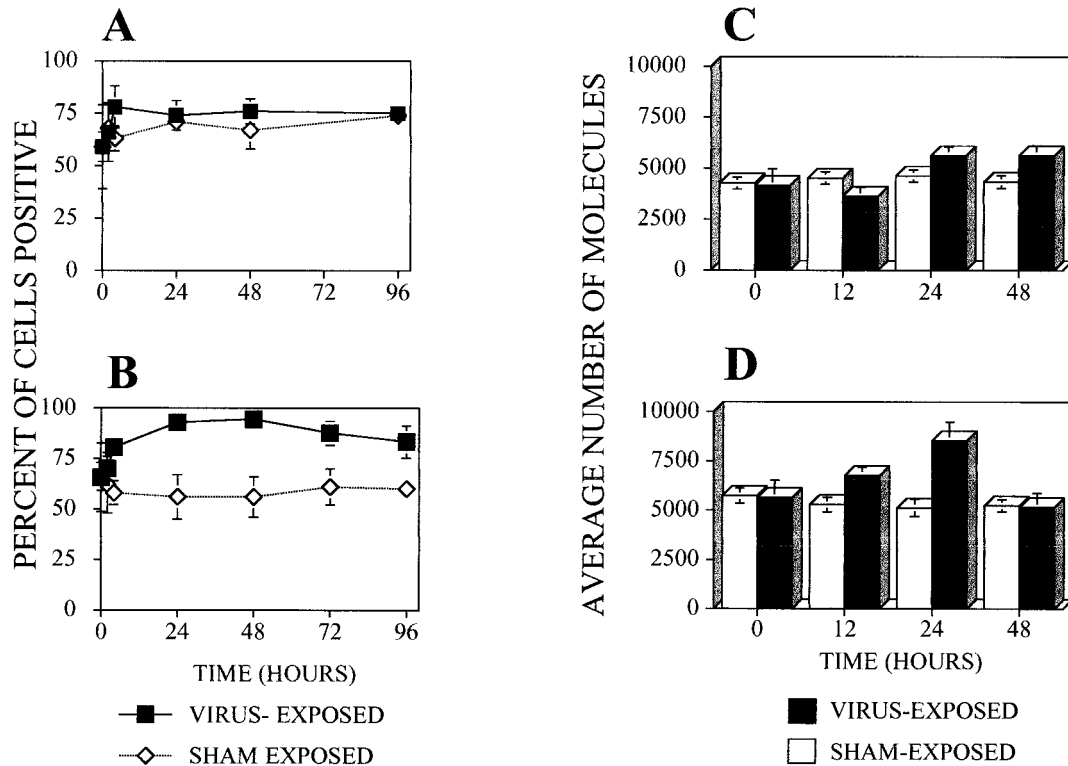 A
PERCENT OF CELLS POSITIVE
100
75
50
25
0
0 24 48 72 96
B
100
75
50
25
0
0 24 48 72 96
TIME (HOURS)
VIRUS- EXPOSED
SHAM EXPOSED
C
AVERAGE NUMBER OF MOLECULES
10000
7500
5000
2500
0
0 12 24 48
D
10000
7500
5000
2500
0
0 12 24 48
TIME (HOURS)
VIRUS-EXPOSED
SHAM-EXPOSED